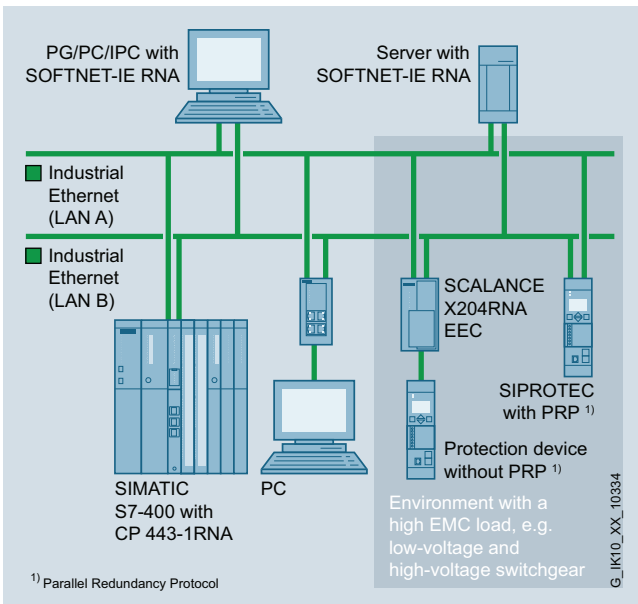 PG/PC/IPC with
SOFTNET-IE RNA
Server with
SOFTNET-IE RNA
Industrial
Ethernet
(LAN A)
Industrial
Ethernet
(LAN B)
SCALANCE
X204RNA
EEC
SIPROTEC
with PRP 1)
Protection device
without PRP 1)
SIMATIC
S7-400 with
CP 443-1RNA
PC
Environment with a
high EMC load, e.g.
low-voltage and
high-voltage switchgear
1) Parallel Redundancy Protocol
G_IK10_XX_10334